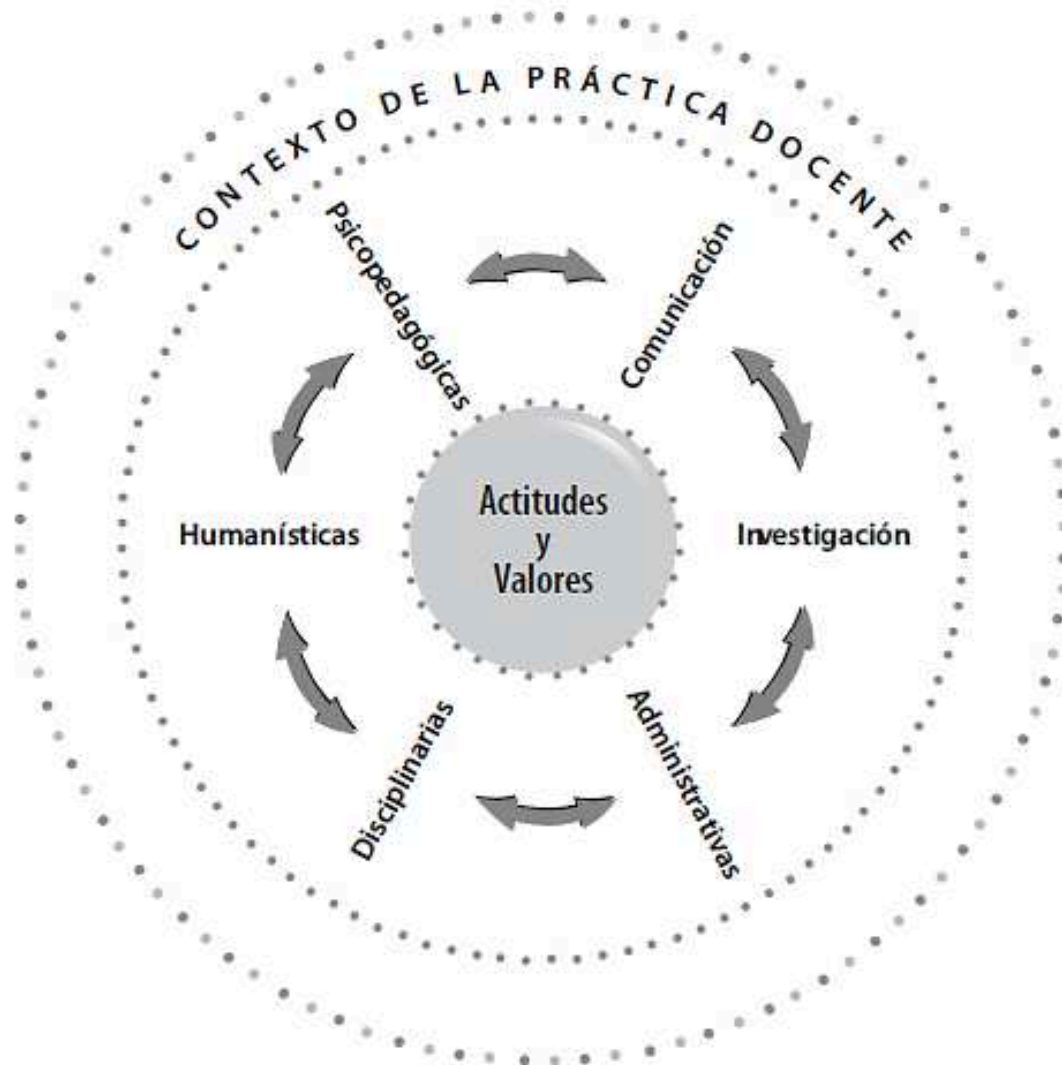 CONTEXTO DE LA PRÁCTICA DOCENTE
Psicopedagógicas
Comunicación
Humanísticas
Actitudes
y
Valores
Investigación
Disciplinarias
Administrativas